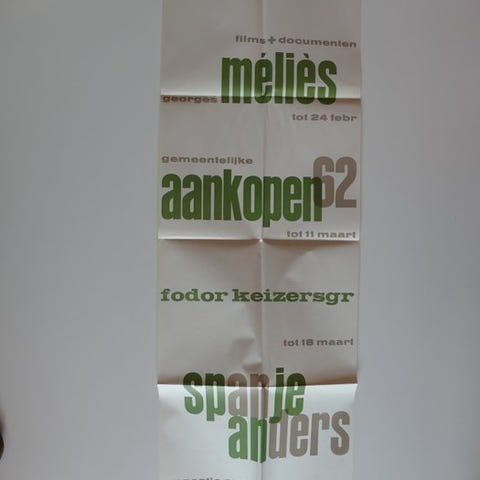 films + documenten
georges méliès
tot 24 febr
gemeentelijke
aankopen 62
tot 11 maart
fodor keizersgr
tot 18 maart
spanje
anders